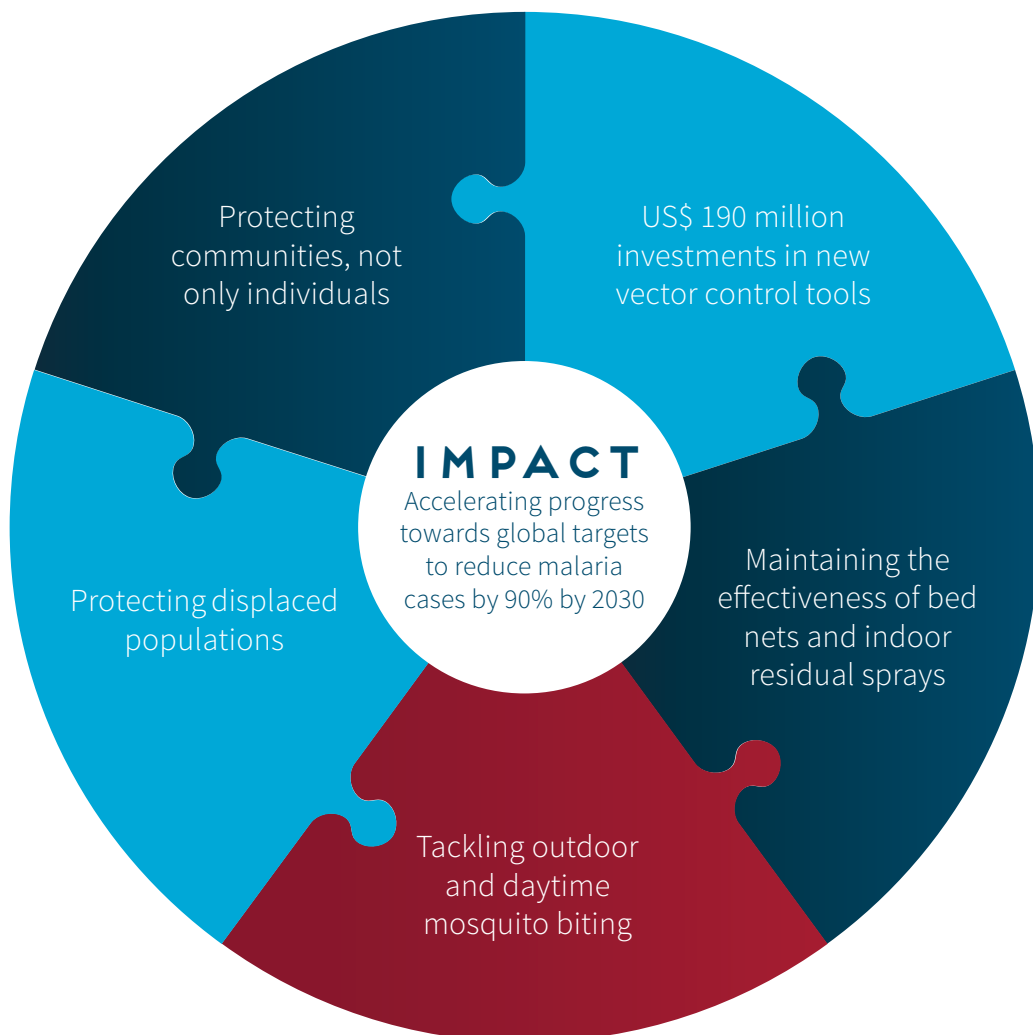 Protecting
communities, not
only individuals
US$ 190 million
investments in new
vector control tools
IMPACT
Accelerating progress
towards global targets
to reduce malaria
cases by 90% by 2030
Maintaining the
effectiveness of bed
nets and indoor
residual sprays
Protecting displaced
populations
Tackling outdoor
and daytime
mosquito biting